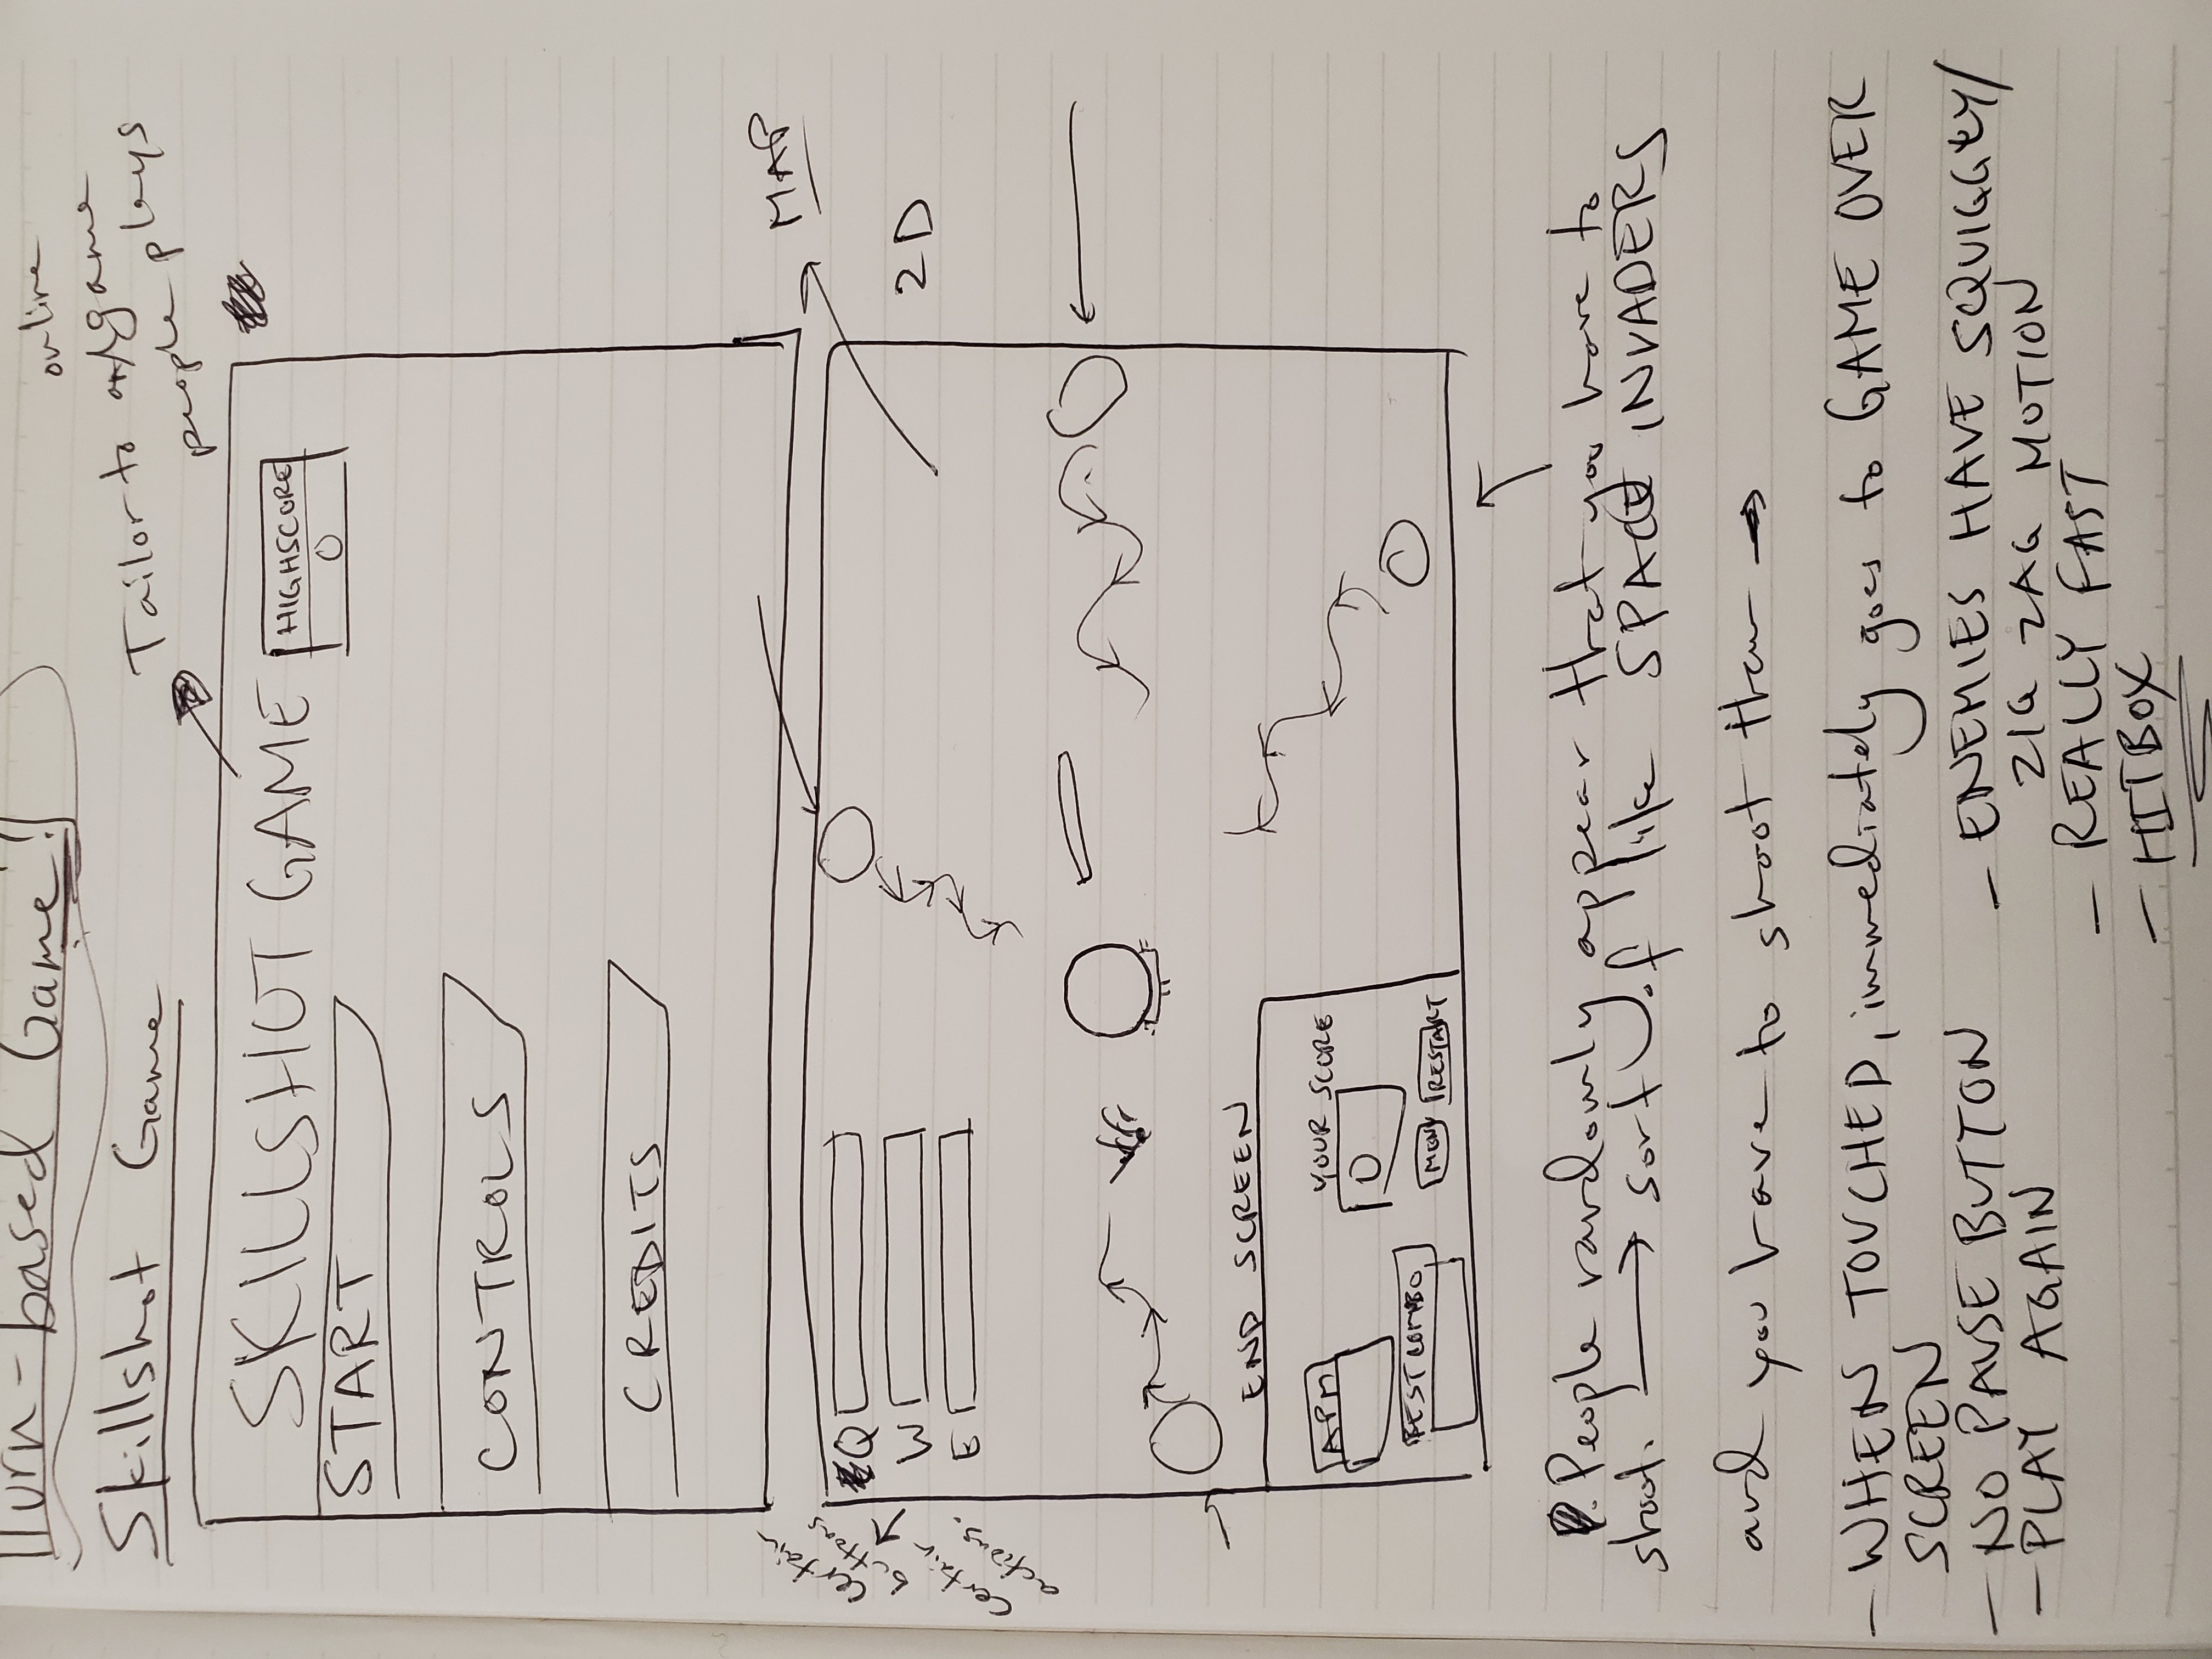 Turn-based Game!
Skillshot Game
online
Tailor to game
people plays
SKILLSHOT GAME
HIGHSCORE
0
START
CONTROLS
CREDITS
certain
buttons
certain
actions.
MAP
2D
Q
W
E
END SCREEN
APM
YOUR SCORE
0
BEST COMBO
MENU RESTART
People randomly appear that you have to
shoot. → sort of like SPACE INVADERS
and you have to shoot them →
- WHEN TOUCHED, immediately goes to GAME OVER
SCREEN
- NO PAUSE BUTTON
- PLAY AGAIN
- ENEMIES HAVE SQUIGGLY/
ZIG ZAG MOTION
- REALLY FAST
- HITBOX